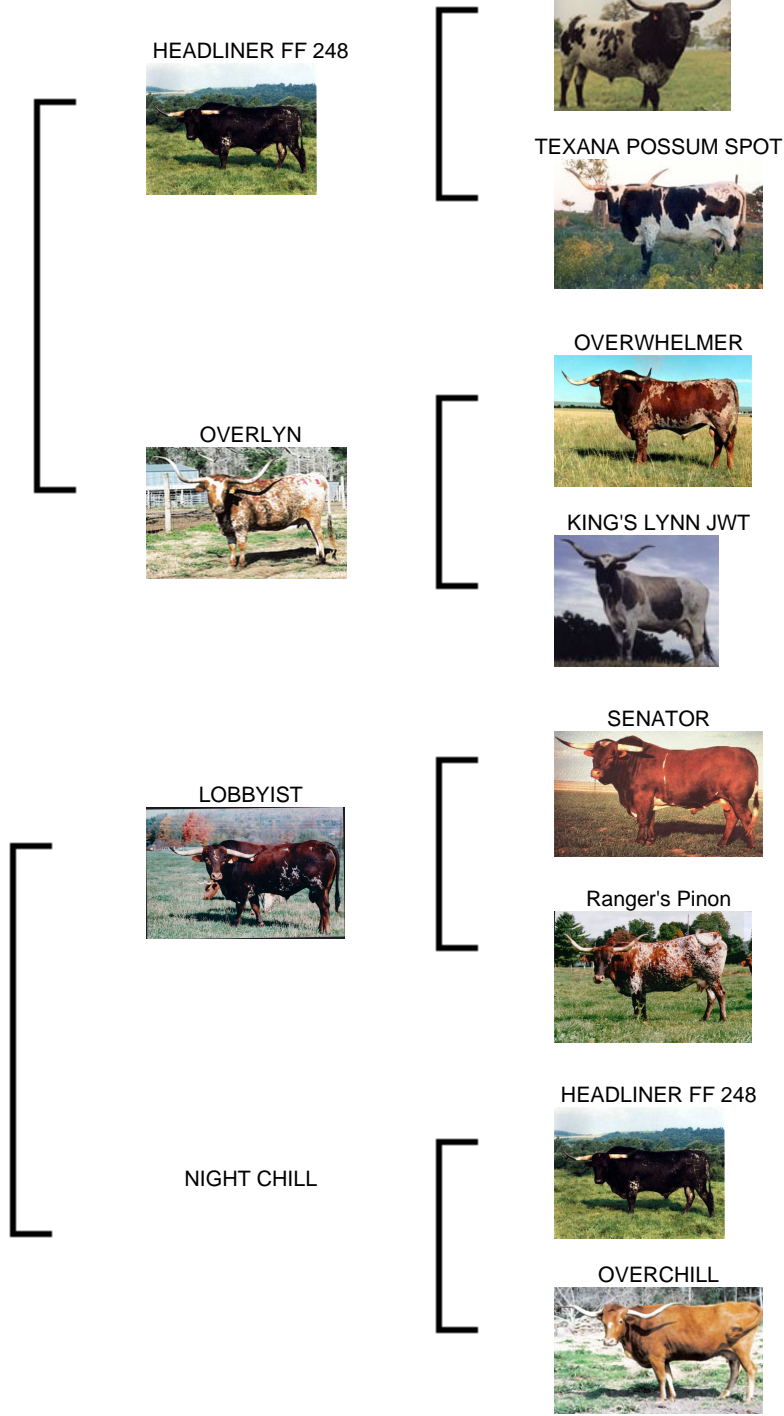 HEADLINER FF 248
TEXANA POSSUM SPOT
OVERWHELMER
OVERLYN
KING'S LYNN JWT
SENATOR
LOBBYIST
Ranger's Pinon
HEADLINER FF 248
NIGHT CHILL
OVERCHILL